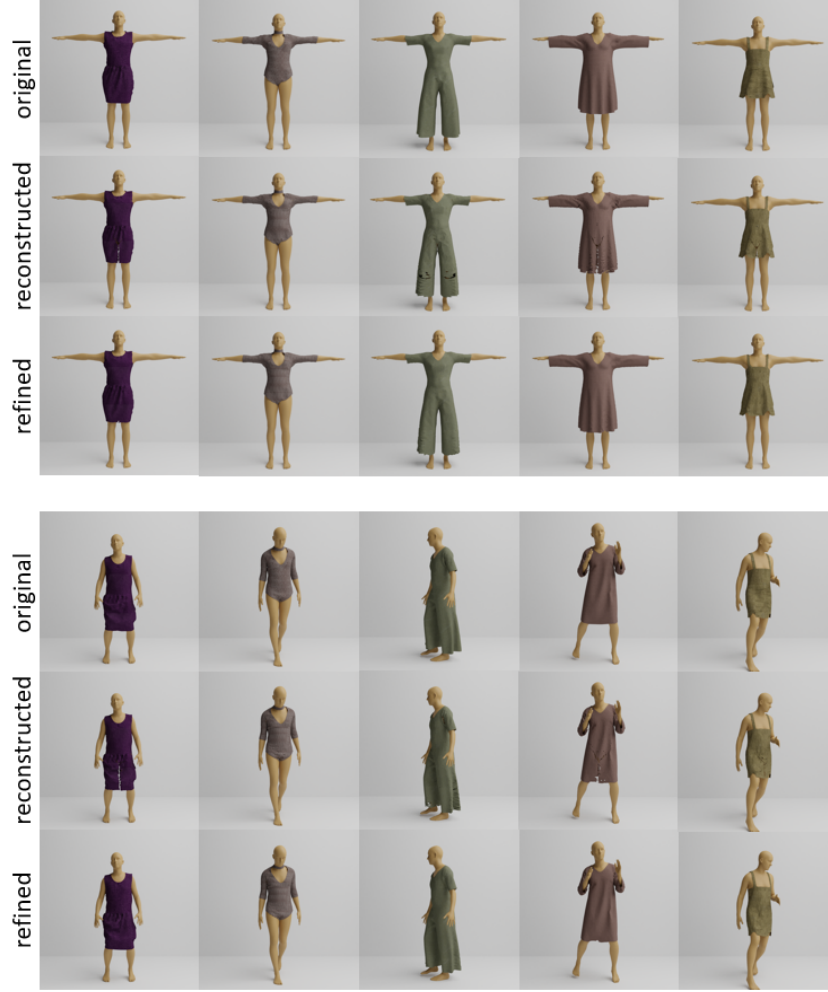 original
reconstructed
refined
original
reconstructed
refined